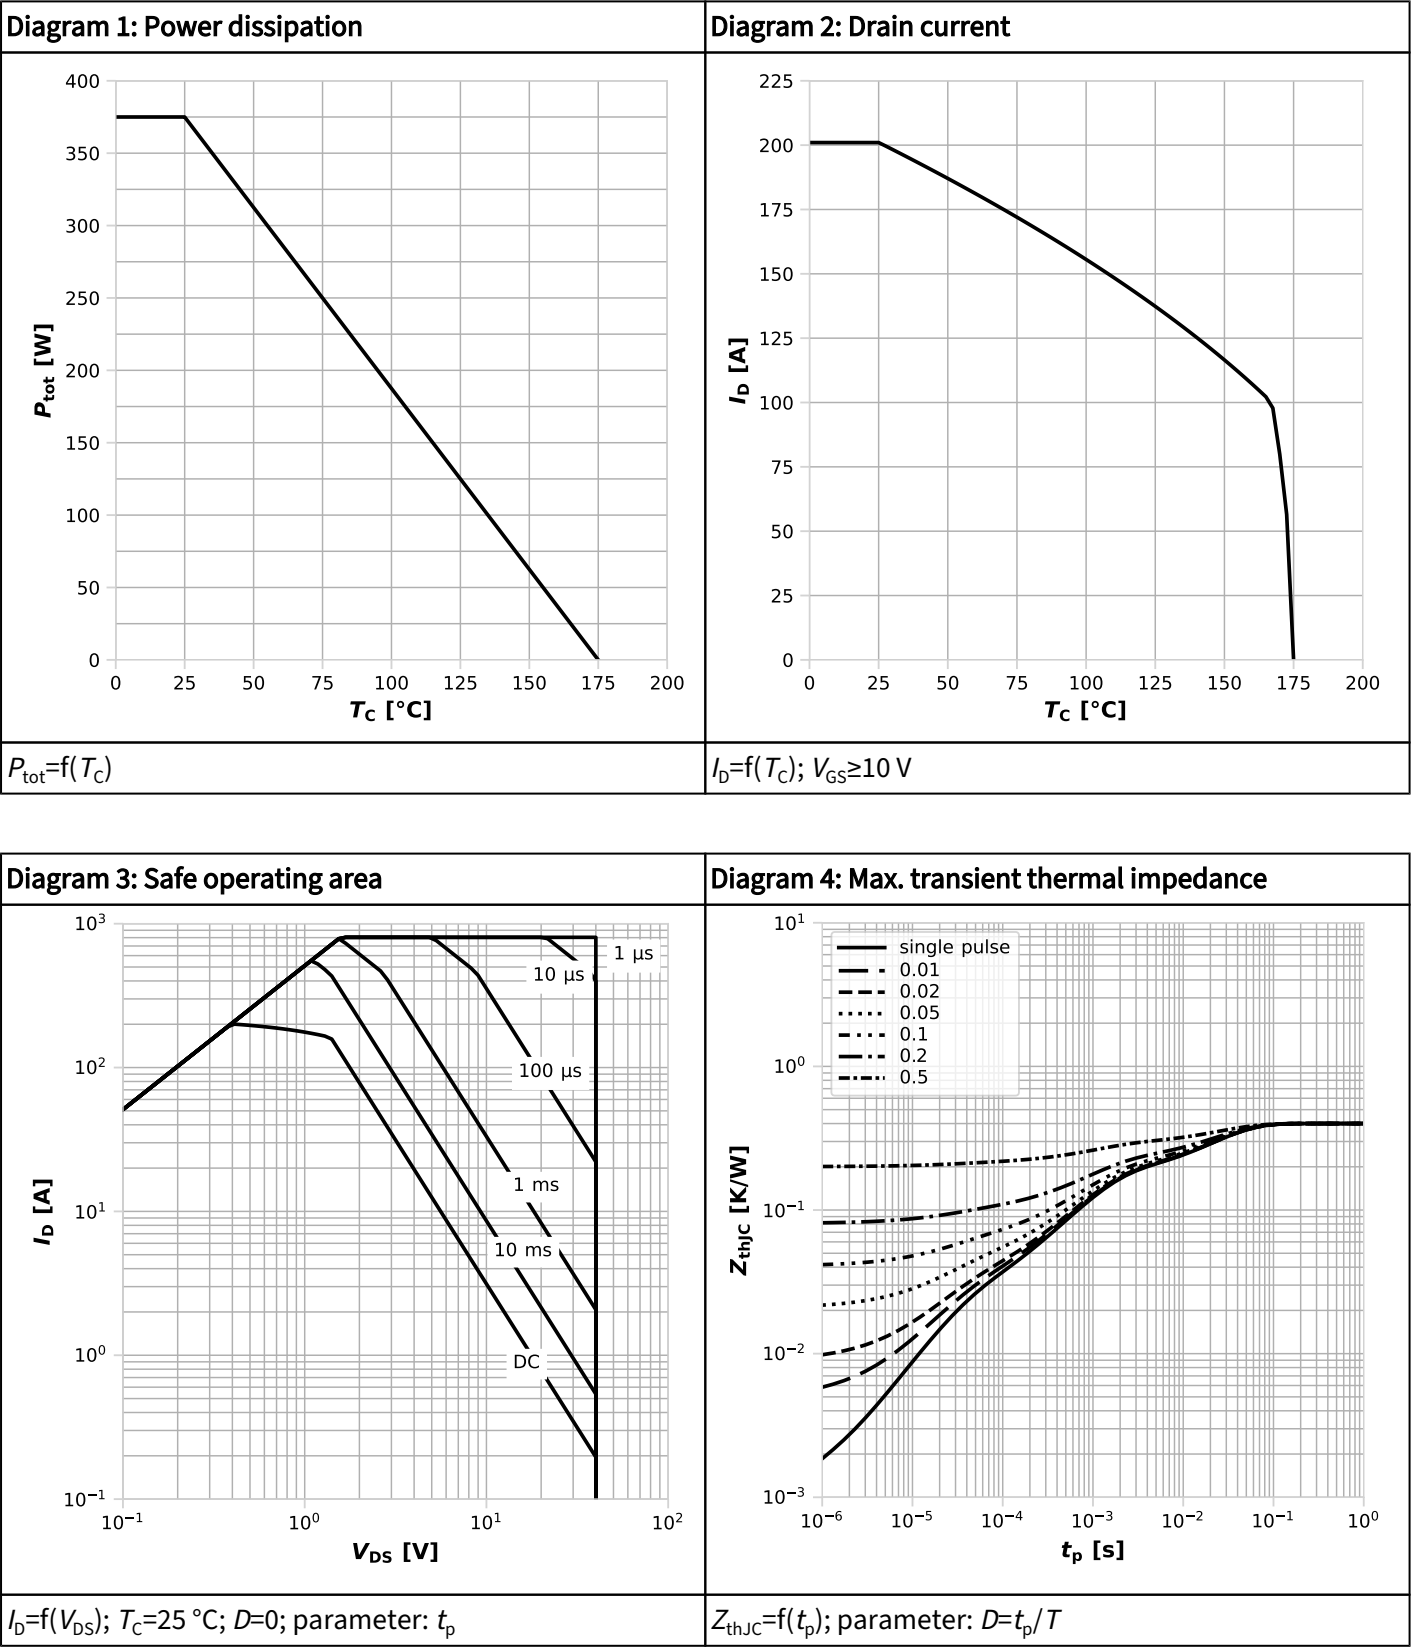 Diagram 1: Power dissipation
Diagram 2: Drain current
400
350
300
250
200
150
100
50
0
0 25 50 75 100 125 150 175 200
Ptot [W]
TC [°C]
225
200
175
150
125
100
75
50
25
0
0 25 50 75 100 125 150 175 200
ID [A]
TC [°C]
Ptot=f(TC)
ID=f(TC); VGS≥10 V
Diagram 3: Safe operating area
Diagram 4: Max. transient thermal impedance
10³
10²
10¹
10⁰
10⁻¹
10⁻¹ 10⁰ 10¹ 10²
ID [A]
VDS [V]
1 µs
10 µs
100 µs
1 ms
10 ms
DC
10¹
10⁰
10⁻¹
10⁻²
10⁻³
10⁻⁶ 10⁻⁵ 10⁻⁴ 10⁻³ 10⁻² 10⁻¹ 10⁰
ZthJC [K/W]
tp [s]
single pulse
0.01
0.02
0.05
0.1
0.2
0.5
ID=f(VDS); TC=25 °C; D=0; parameter: tp
ZthJC=f(tp); parameter: D=tp/T